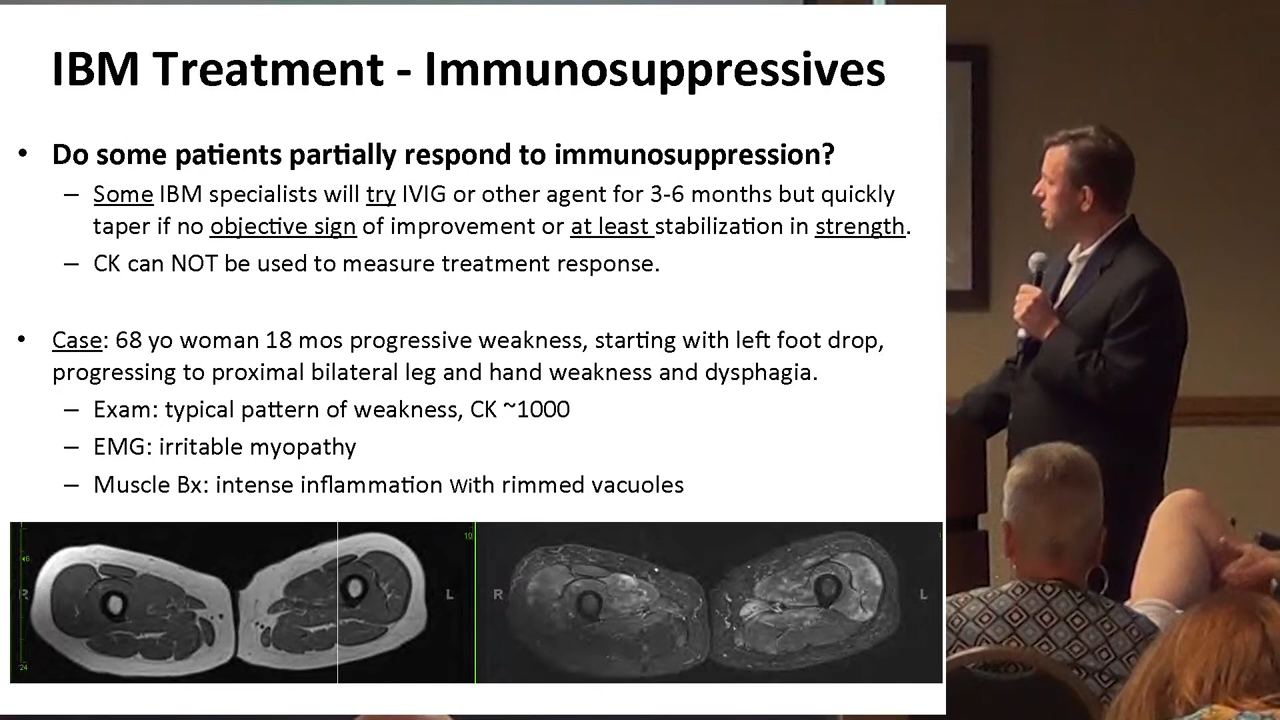 IBM Treatment - Immunosuppressives
• Do some patients partially respond to immunosuppression?
– Some IBM specialists will try IVIG or other agent for 3-6 months but quickly
taper if no objective sign of improvement or at least stabilization in strength.
– CK can NOT be used to measure treatment response.
• Case: 68 yo woman 18 mos progressive weakness, starting with left foot drop,
progressing to proximal bilateral leg and hand weakness and dysphagia.
– Exam: typical pattern of weakness, CK ~1000
– EMG: irritable myopathy
– Muscle Bx: intense inflammation with rimmed vacuoles
10
R L R L
24